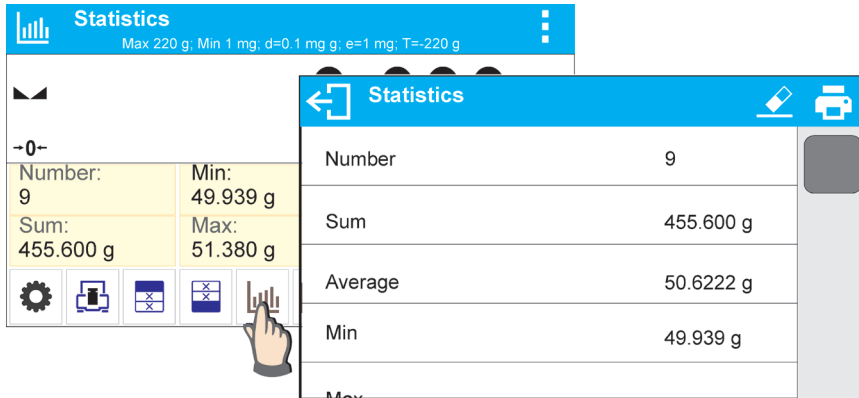 Statistics
Max 220 g; Min 1 mg; d=0.1 mg g; e=1 mg; T=-220 g
→0←
Number:
9
Min:
49.939 g
Sum:
455.600 g
Max:
51.380 g
Statistics
Number 9
Sum 455.600 g
Average 50.6222 g
Min 49.939 g
Max